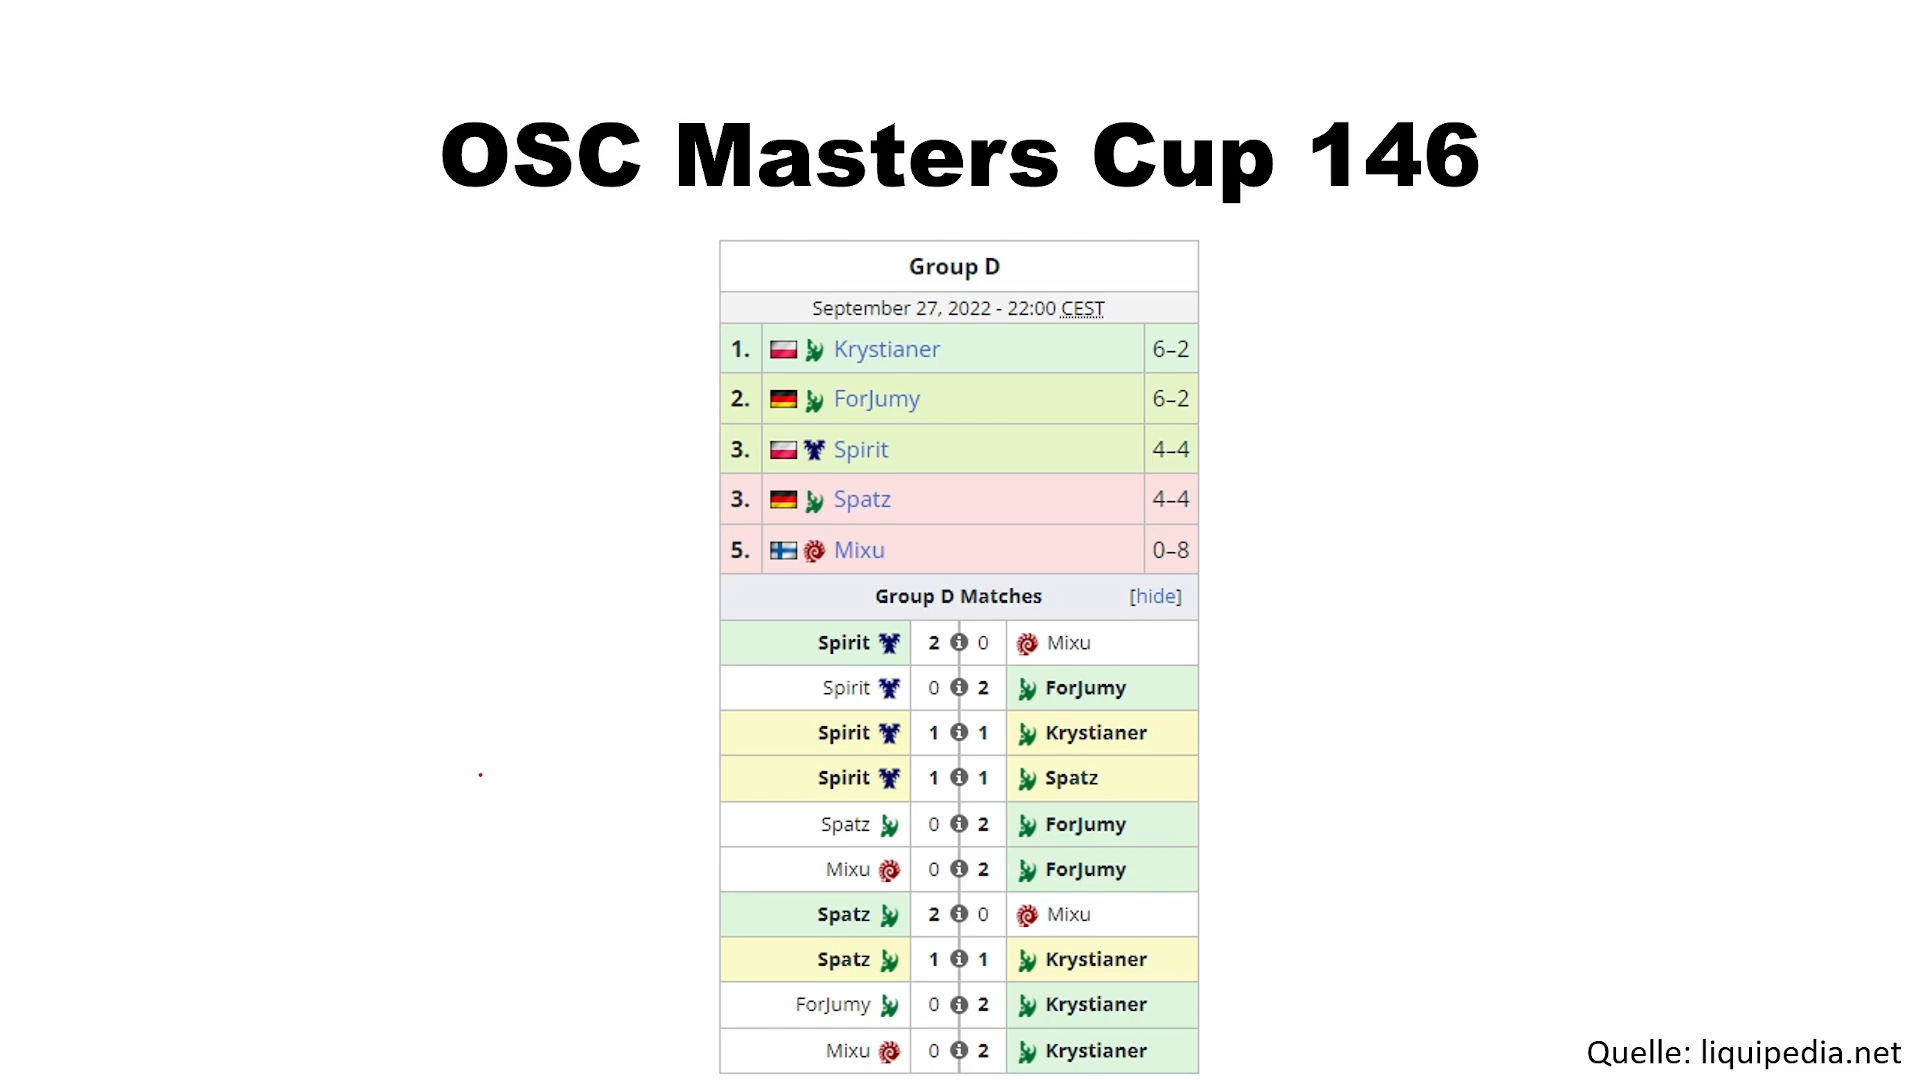 OSC Masters Cup 146
Group D
September 27, 2022 - 22:00 CEST
1. Krystianer 6–2
2. ForJumy 6–2
3. Spirit 4–4
3. Spatz 4–4
5. Mixu 0–8
Group D Matches [hide]
Spirit 2 0 Mixu
Spirit 0 2 ForJumy
Spirit 1 1 Krystianer
Spirit 1 1 Spatz
Spatz 0 2 ForJumy
Mixu 0 2 ForJumy
Spatz 2 0 Mixu
Spatz 1 1 Krystianer
ForJumy 0 2 Krystianer
Mixu 0 2 Krystianer
Quelle: liquipedia.net